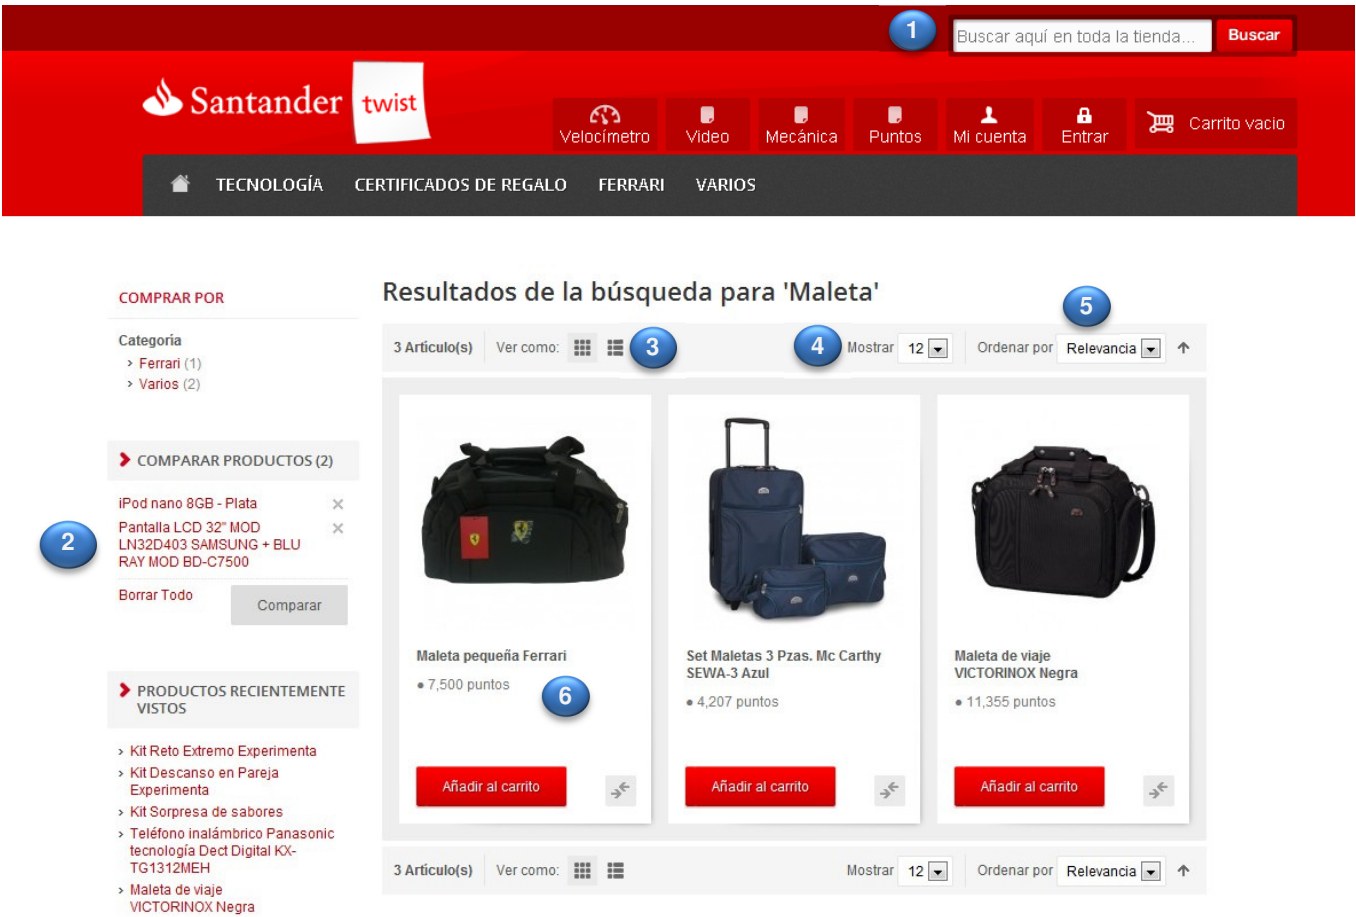 1
Buscar aquí en toda la tienda...
Buscar
Santander
twist
Velocímetro
Video
Mecánica
Puntos
Mi cuenta
Entrar
Carrito vacio
TECNOLOGÍA
CERTIFICADOS DE REGALO
FERRARI
VARIOS
COMPRAR POR
Categoria
Ferrari (1)
Varios (2)
COMPARAR PRODUCTOS (2)
iPod nano 8GB - Plata
2
Pantalla LCD 32" MOD
LN32D403 SAMSUNG + BLU
RAY MOD BD-C7500
Borrar Todo
Comparar
PRODUCTOS RECIENTEMENTE
VISTOS
Kit Reto Extremo Experimenta
Kit Descanso en Pareja
Experimenta
Kit Sorpresa de sabores
Teléfono inalámbrico Panasonic
tecnología Dect Digital KX-
TG1312MEH
Maleta de viaje
VICTORINOX Negra
Resultados de la búsqueda para 'Maleta'
3 Articulo(s)
Ver como:
3
4
Mostrar
12
5
Ordenar por
Relevancia
Maleta pequeña Ferrari
● 7,500 puntos
6
Añadir al carrito
Set Maletas 3 Pzas. Mc Carthy
SEWA-3 Azul
● 4,207 puntos
Añadir al carrito
Maleta de viaje
VICTORINOX Negra
● 11,355 puntos
Añadir al carrito
3 Articulo(s)
Ver como:
Mostrar
12
Ordenar por
Relevancia